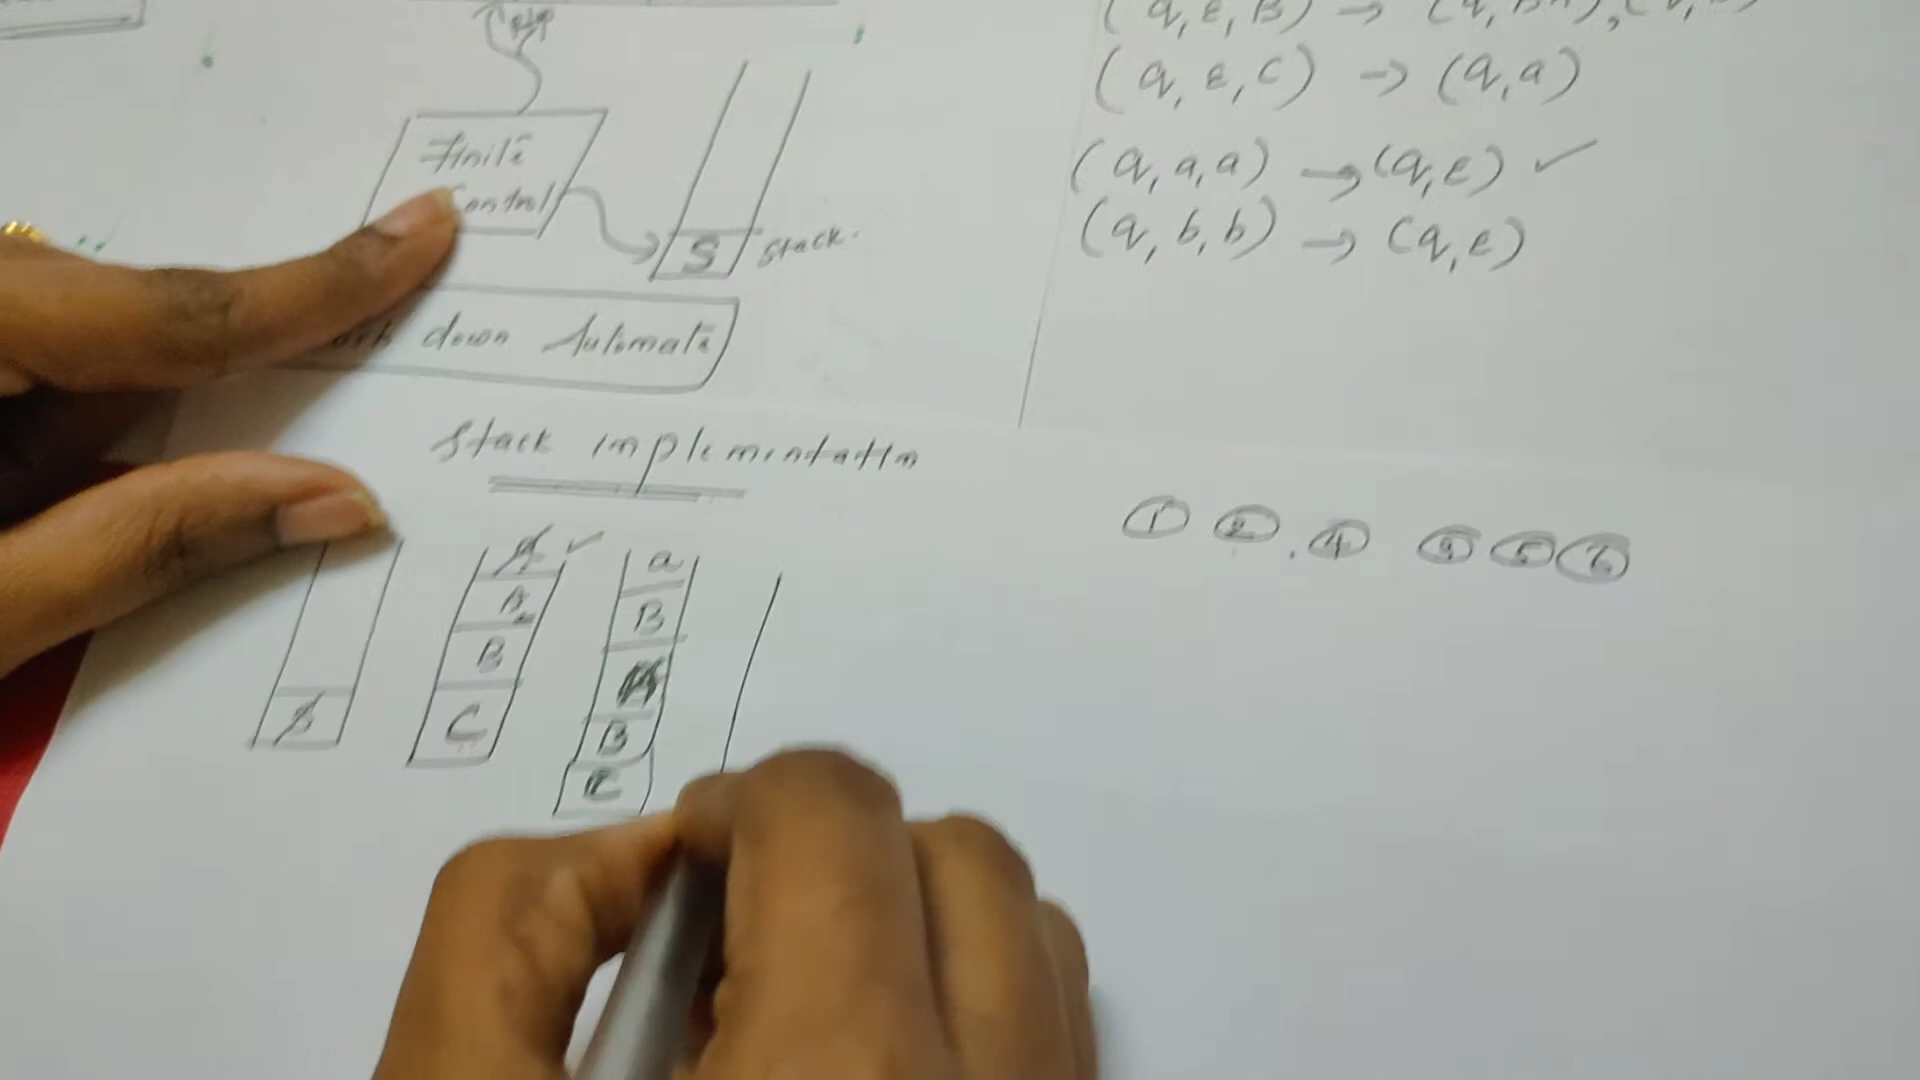 (q, ε, B) →
(q, ε, C) → (q, a)
Finite
Control
(q, a, a) → (q, ε) ✓
(q, b, b) → (q, ε)
S
stack.
down Automata
Stack implementation
① ② . ④ ③ ⑤ ⑥
A ✓
a
B
B
B
S
C
C